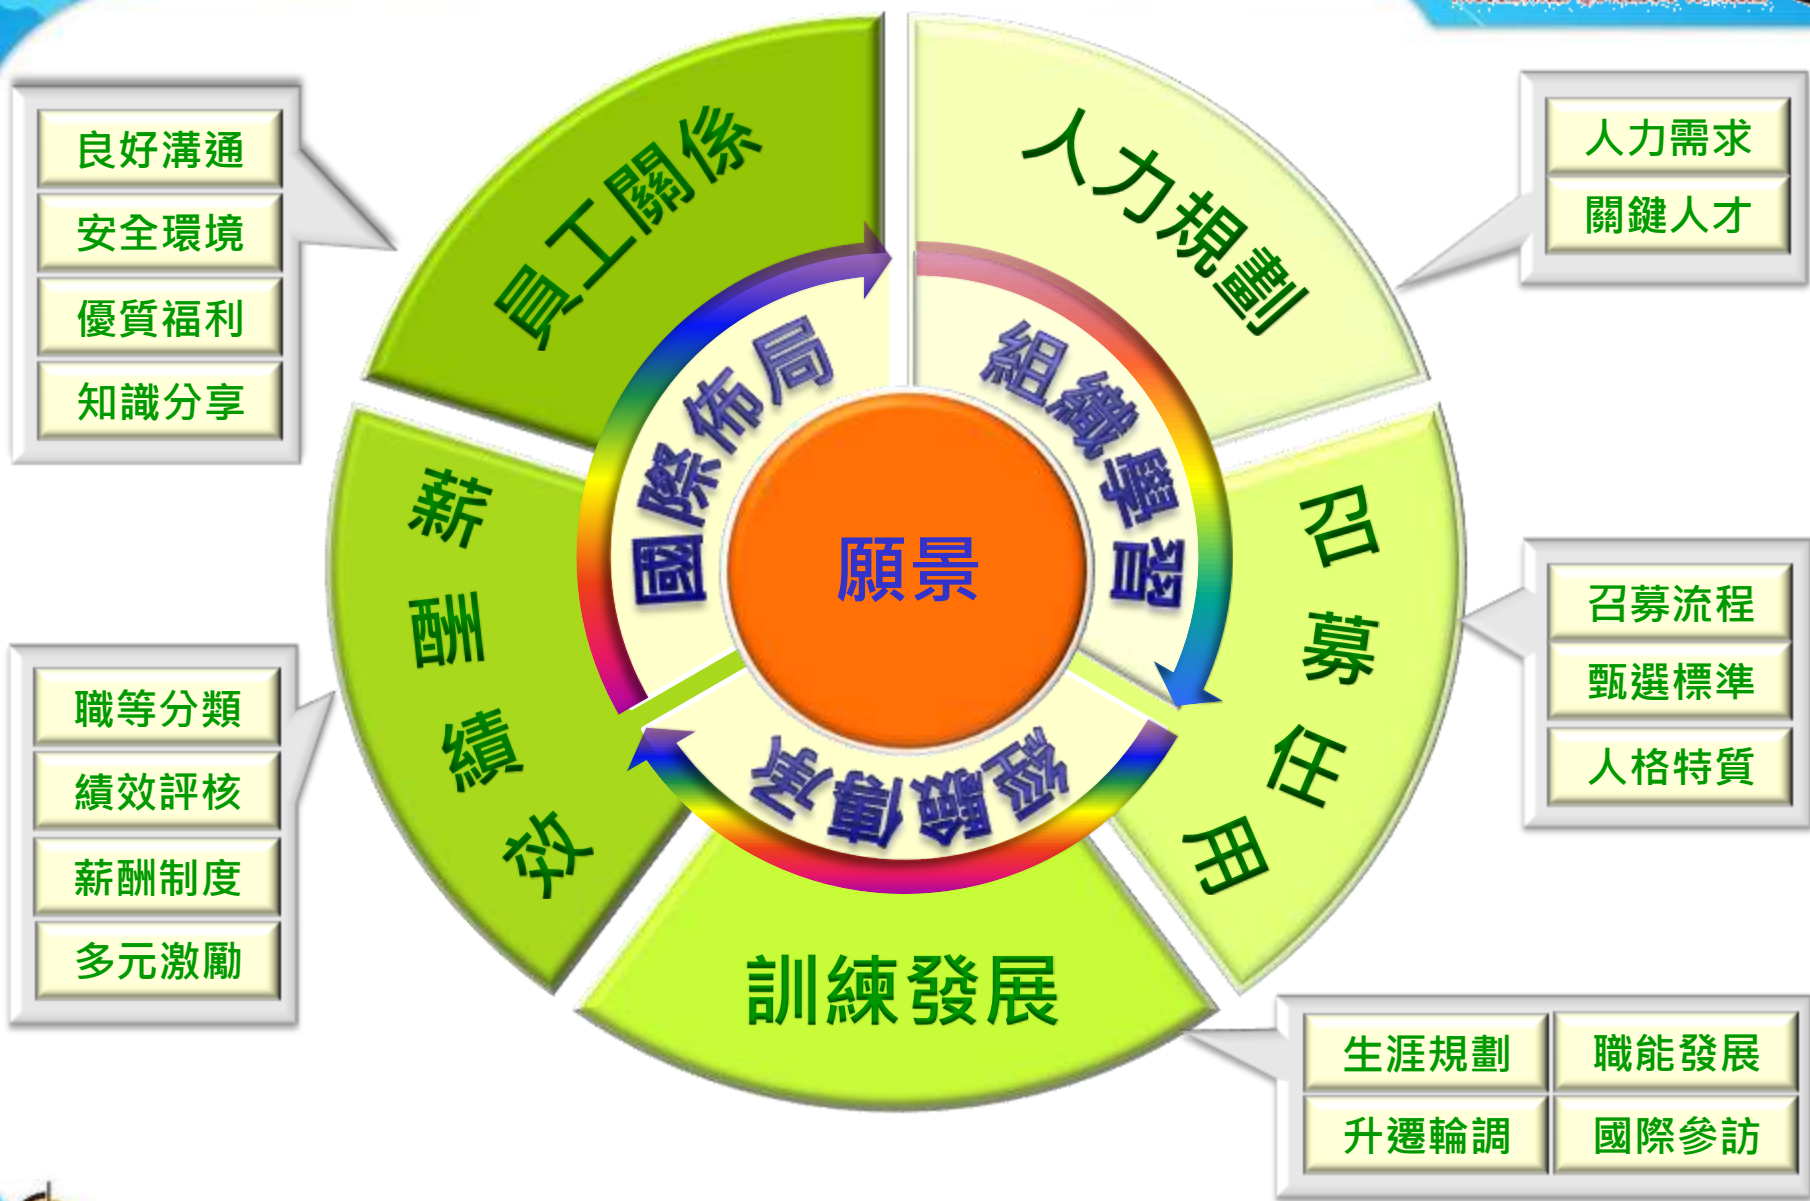 員工關係
人力規劃
召募任用
訓練發展
薪酬績效
國際佈局
組織學習
經驗傳承
願景
良好溝通
安全環境
優質福利
知識分享
人力需求
關鍵人才
召募流程
甄選標準
人格特質
職等分類
績效評核
薪酬制度
多元激勵
生涯規劃 職能發展
升遷輪調 國際參訪